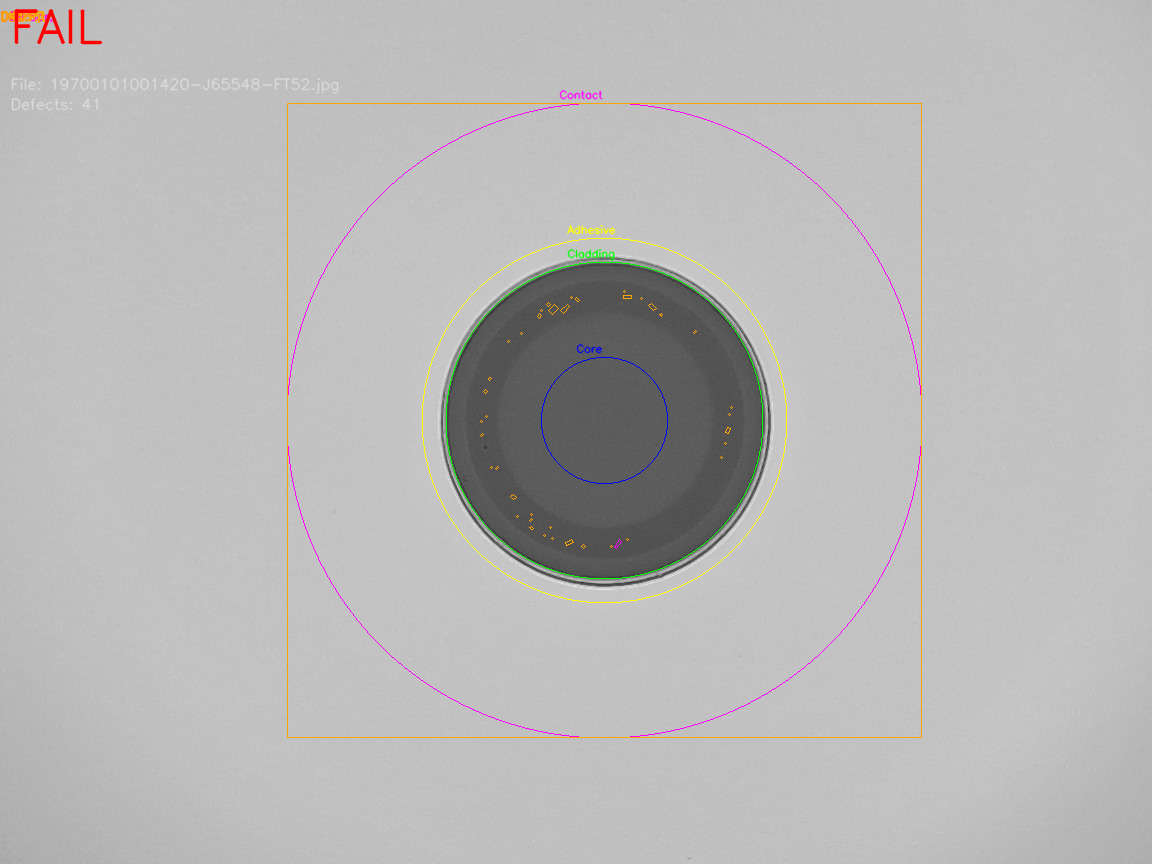 FAIL
File: 19700101001420-J65548-FT52.jpg
Defects: 41
Contact
Adhesive
Cladding
Core